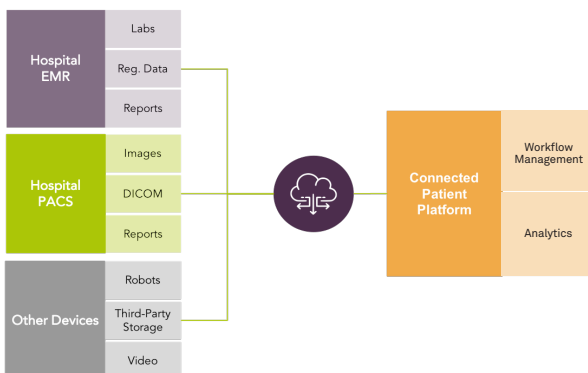 Hospital
EMR
Labs
Reg. Data
Reports
Hospital
PACS
Images
DICOM
Reports
Other Devices
Robots
Third-Party
Storage
Video
Connected
Patient
Platform
Workflow
Management
Analytics